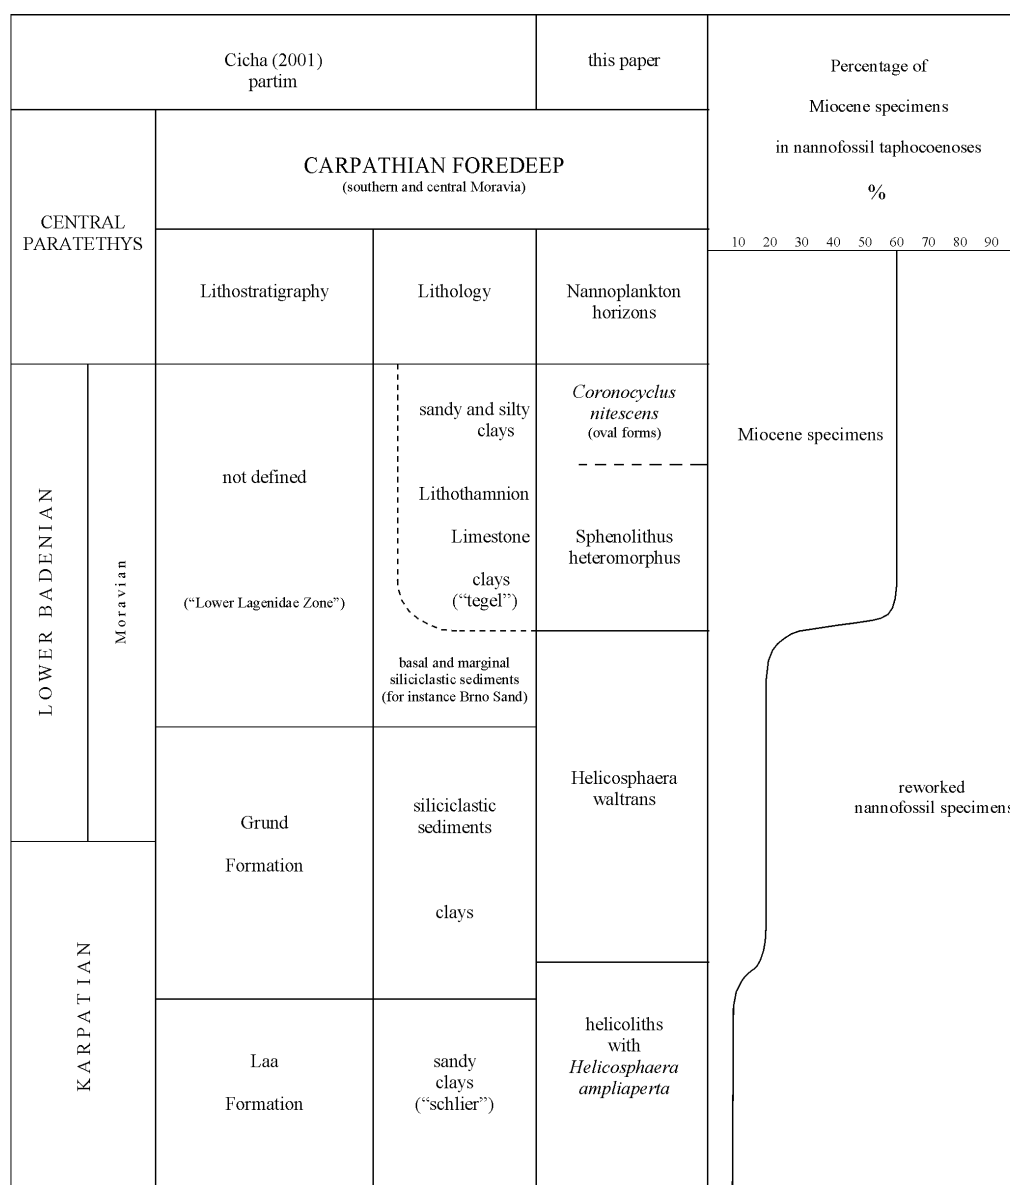 Cicha (2001)
partim
this paper
Percentage of
Miocene specimens
in nannofossil taphocoenoses
%
CENTRAL
PARATETHYS
CARPATHIAN FOREDEEP
(southern and central Moravia)
10 20 30 40 50 60 70 80 90
Lithostratigraphy
Lithology
Nannoplankton
horizons
LOWER BADENIAN
Moravian
not defined
(“Lower Lagenidae Zone”)
sandy and silty
clays
Lithothamnion
Limestone
clays
(“tegel”)
basal and marginal
siliciclastic sediments
(for instance Brno Sand)
Coronocyclus
nitescens
(oval forms)
Sphenolithus
heteromorphus
Miocene specimens
Grund
Formation
siliciclastic
sediments
clays
Helicosphaera
waltrans
reworked
nannofossil specimens
KARPATIAN
Laa
Formation
sandy
clays
(“schlier”)
helicoliths
with
Helicosphaera
ampliaperta